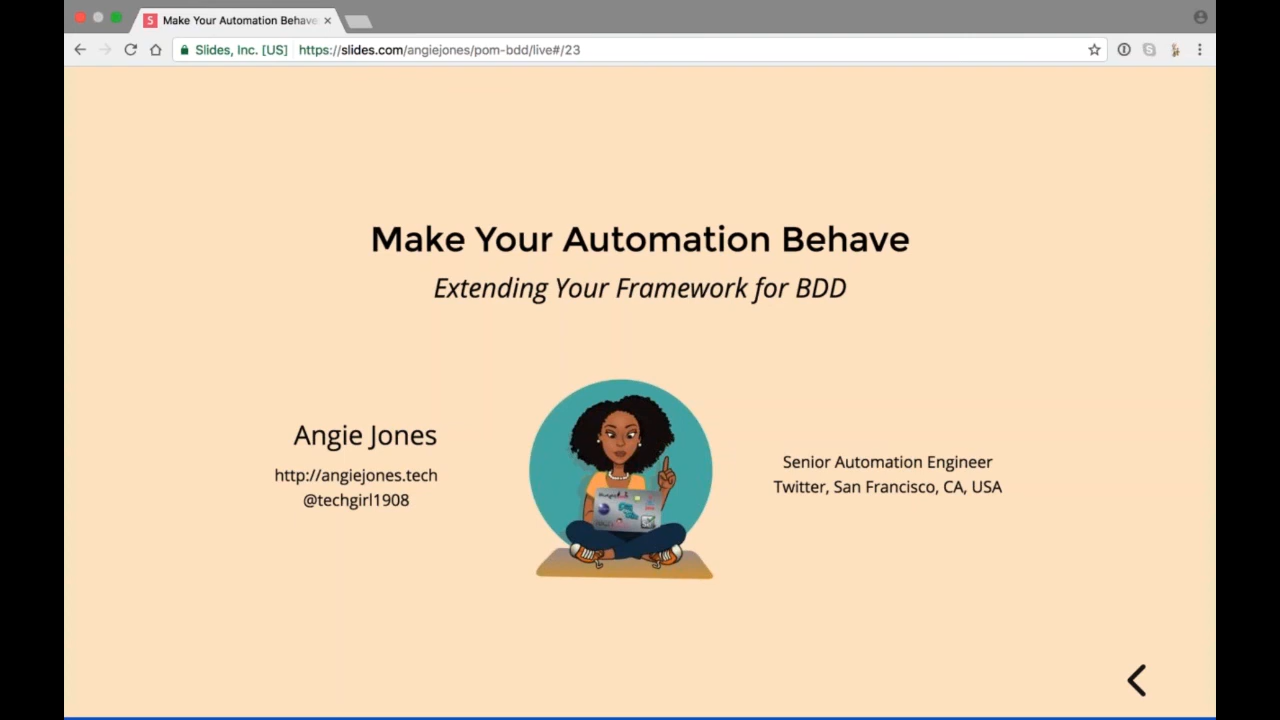 S Make Your Automation Behave
Slides, Inc. [US] https://slides.com/angiejones/pom-bdd/live#/23
Make Your Automation Behave
Extending Your Framework for BDD
Angie Jones
http://angiejones.tech
@techgirl1908
Senior Automation Engineer
Twitter, San Francisco, CA, USA